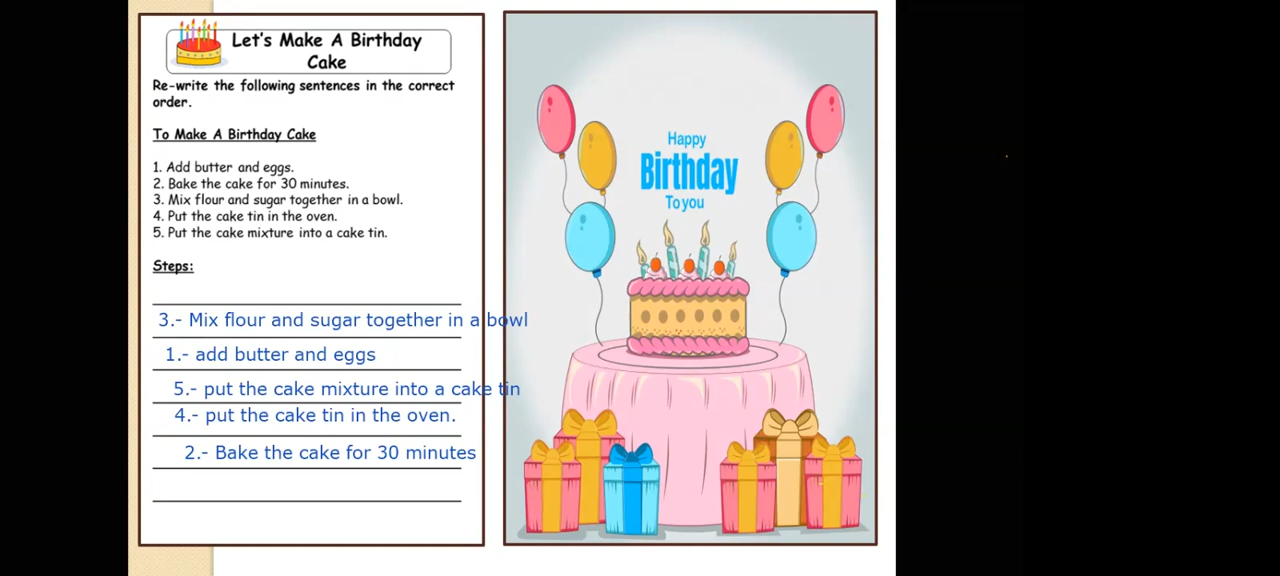 Let's Make A Birthday
Cake
Re-write the following sentences in the correct
order.
To Make A Birthday Cake
1. Add butter and eggs.
2. Bake the cake for 30 minutes.
3. Mix flour and sugar together in a bowl.
4. Put the cake tin in the oven.
5. Put the cake mixture into a cake tin.
Steps:
3.- Mix flour and sugar together in a bowl
1.- add butter and eggs
5.- put the cake mixture into a cake tin
4.- put the cake tin in the oven.
2.- Bake the cake for 30 minutes
Happy
Birthday
To you